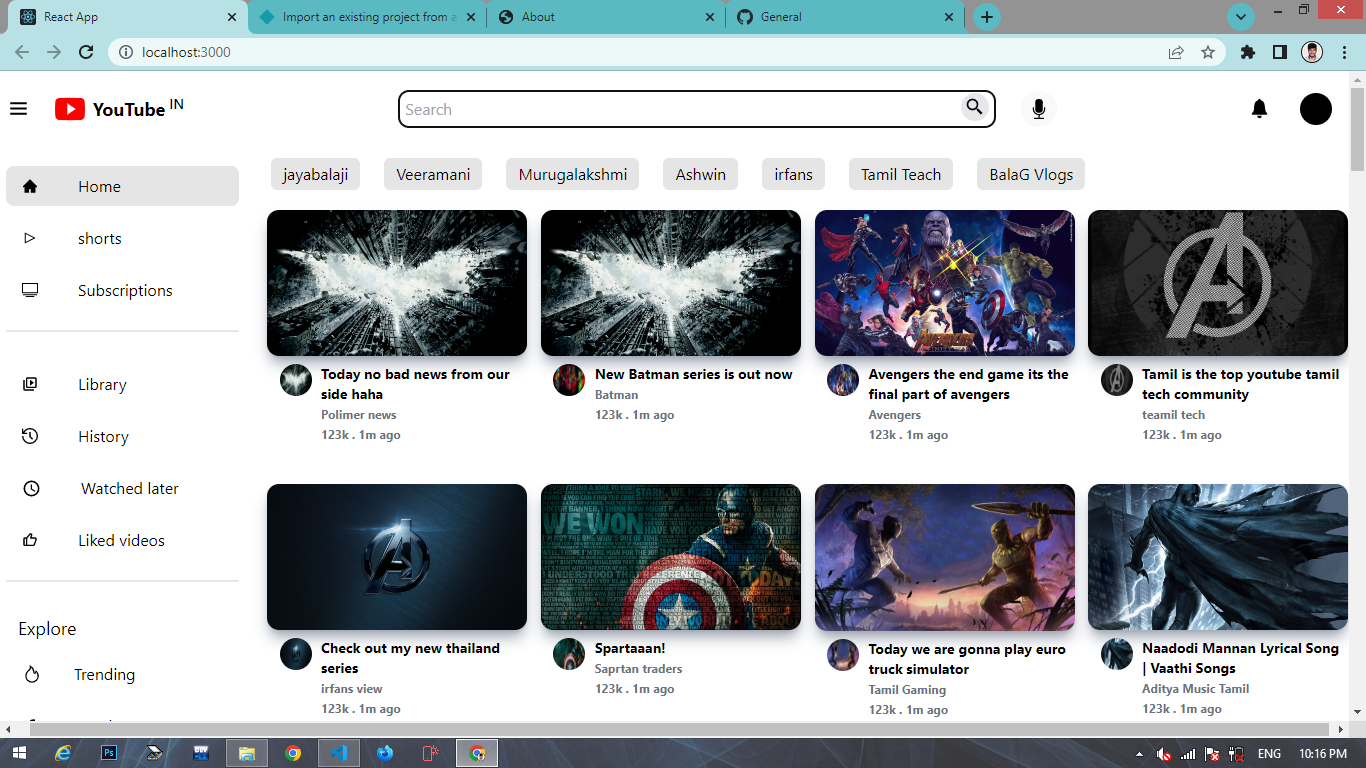 React App
Import an existing project from a
About
General
localhost:3000
YouTube IN
Search
Home
shorts
Subscriptions
Library
History
Watched later
Liked videos
Explore
Trending
jayabalaji
Veeramani
Murugalakshmi
Ashwin
irfans
Tamil Teach
BalaG Vlogs
Today no bad news from our
side haha
Polimer news
123k . 1m ago
New Batman series is out now
Batman
123k . 1m ago
AVENGERS
Avengers the end game its the
final part of avengers
Avengers
123k . 1m ago
Tamil is the top youtube tamil
tech community
teamil tech
123k . 1m ago
Check out my new thailand
series
irfans view
123k . 1m ago
WE WON
Spartaaan!
Saprtan traders
123k . 1m ago
Today we are gonna play euro
truck simulator
Tamil Gaming
123k . 1m ago
Naadodi Mannan Lyrical Song
| Vaathi Songs
Aditya Music Tamil
123k . 1m ago
Ps
ENG
10:16 PM